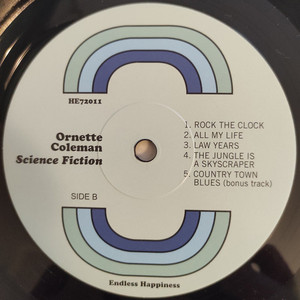 HE72011
Ornette
Coleman
Science Fiction
SIDE B
1. ROCK THE CLOCK
2. ALL MY LIFE
3. LAW YEARS
4. THE JUNGLE IS
A SKYSCRAPER
5. COUNTRY TOWN
BLUES (bonus track)
Endless Happiness